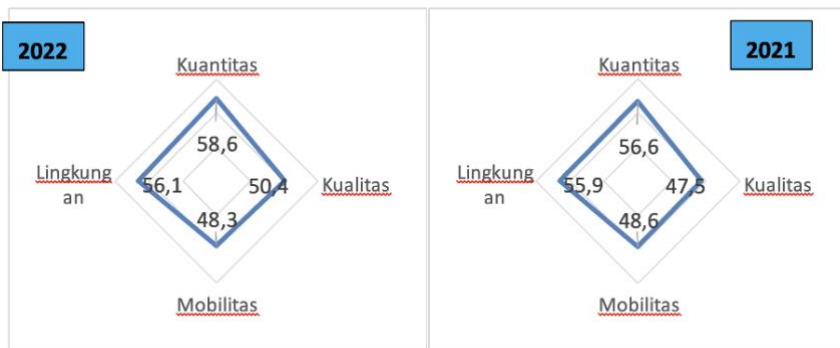 2022
Kuantitas
58,6
Lingkung
an
56,1
50,4
Kualitas
48,3
Mobilitas
2021
Kuantitas
56,6
Lingkung
an
55,9
47,5
Kualitas
48,6
Mobilitas